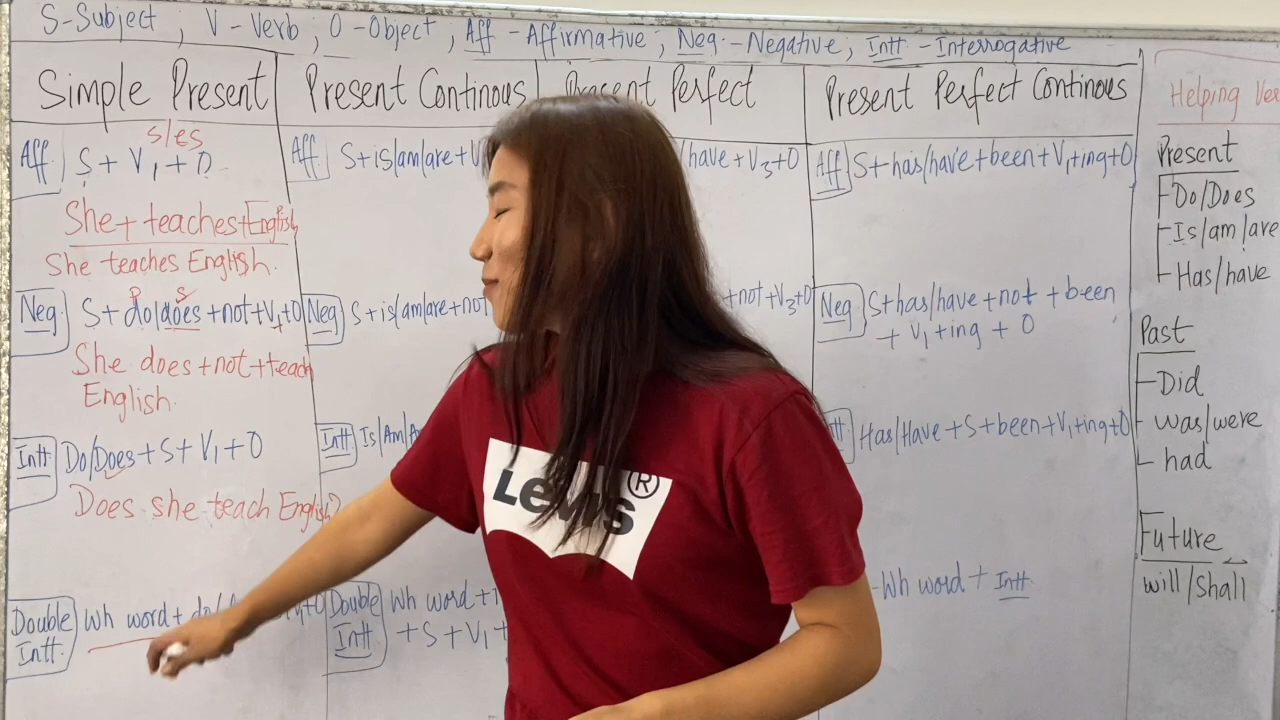 S-Subject , V-Verb, O-Object, Aff-Affirmative, Neg-Negative, Intt-Interrogative
Simple Present
Present Continous
Present Perfect
Present Perfect Continous
Helping
s/es
Aff S + V1 + O
She + teaches + English
She teaches English.
P S
Neg S + do/does + not + V1 + O
She does + not + teach
English.
Intt Do/Does + S + V1 + O
Does she teach English?
Double Intt. Wh word +
Aff S + is/am/are + V
Neg S + is/am/are + not
Intt Is/Am/
Double Intt. Wh word +
+ S + V1 +
/have + V3 + O
+ not + V3 + O
Aff S + has/have + been + V1 + ing + O
Neg S + has/have + not + been
+ V1 + ing + O
Has/Have + S + been + V1 + ing + O
Wh word + Intt
Present
Do/Does
Is/am/are
Has/have
Past
Did
was/were
had
Future
will/shall
Levi's ®